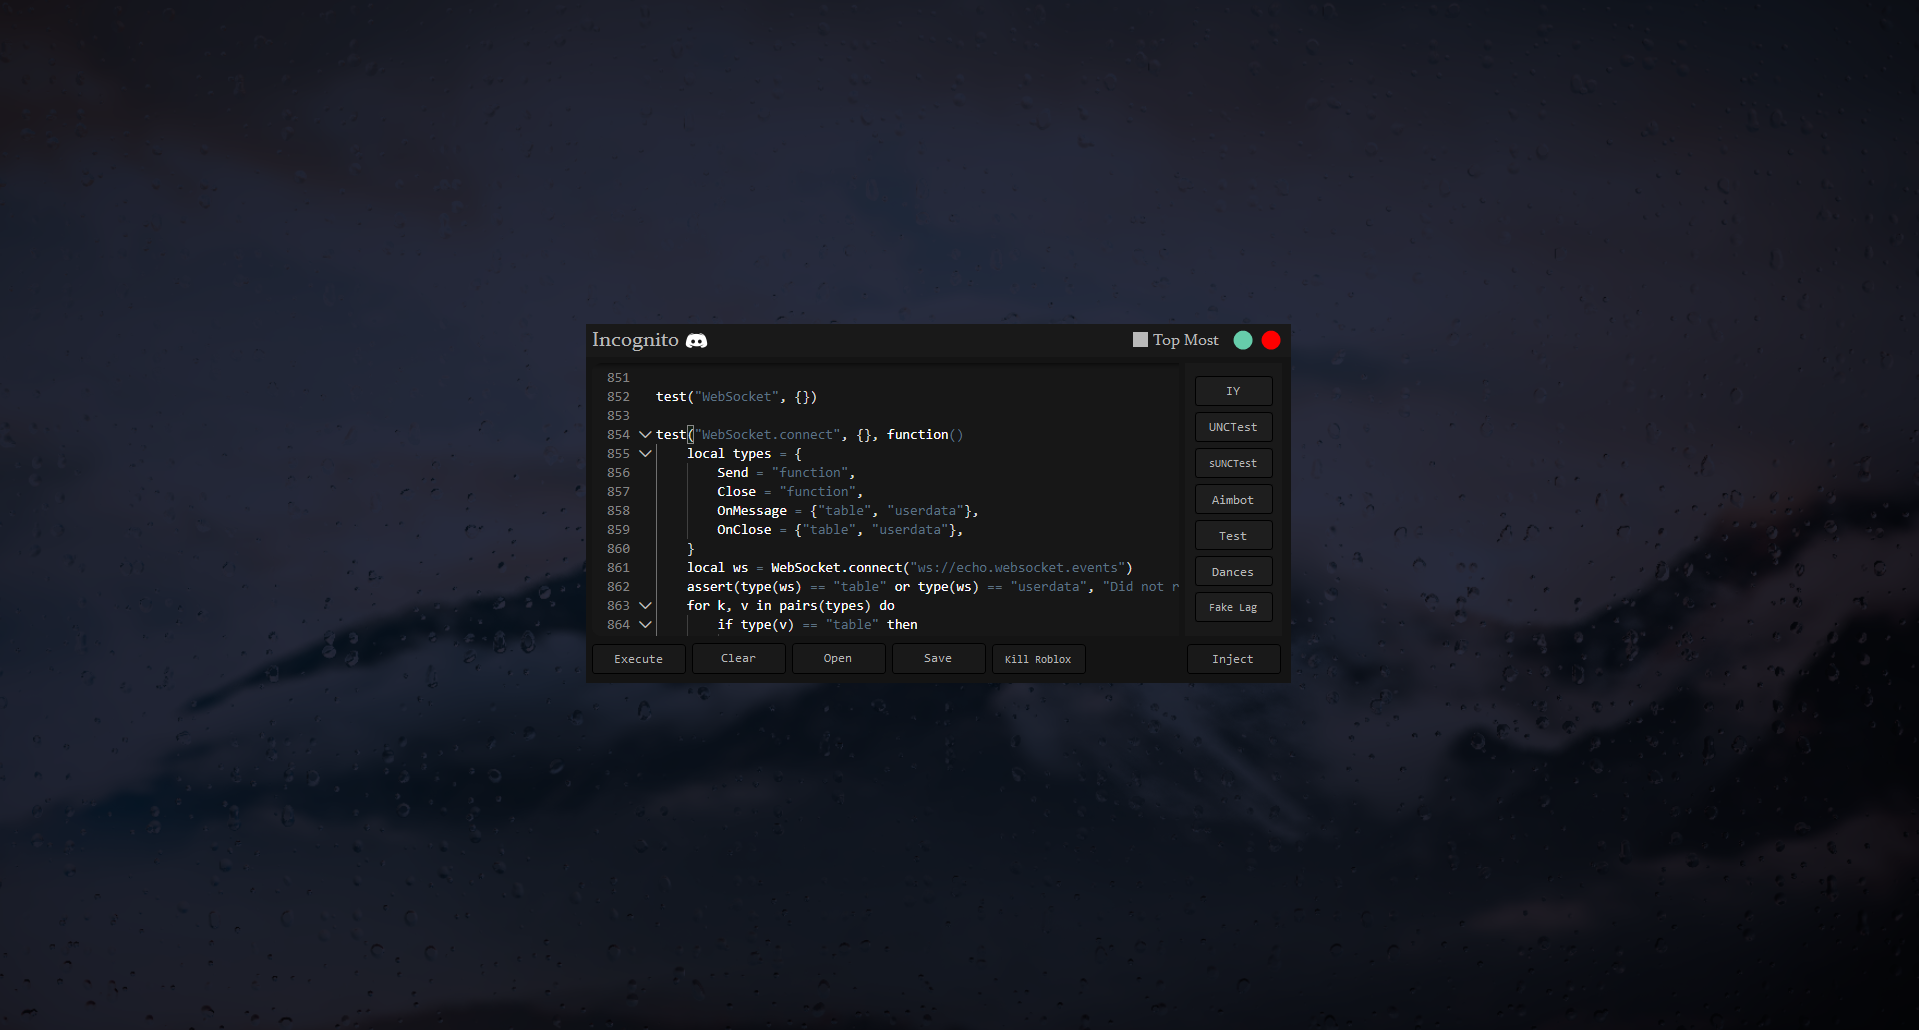 Incognito
Top Most
851
852 test("WebSocket", {})
853
854 test("WebSocket.connect", {}, function()
855 local types = {
856 Send = "function",
857 Close = "function",
858 OnMessage = {"table", "userdata"},
859 OnClose = {"table", "userdata"},
860 }
861 local ws = WebSocket.connect("ws://echo.websocket.events")
862 assert(type(ws) == "table" or type(ws) == "userdata", "Did not r
863 for k, v in pairs(types) do
864 if type(v) == "table" then
IY
UNCTest
sUNCTest
Aimbot
Test
Dances
Fake Lag
Execute
Clear
Open
Save
Kill Roblox
Inject